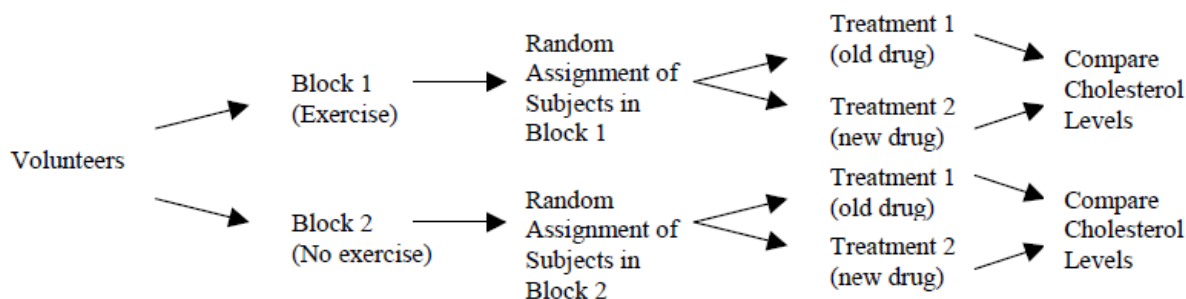 Volunteers
Block 1
(Exercise)
Random
Assignment of
Subjects in
Block 1
Treatment 1
(old drug)
Treatment 2
(new drug)
Compare
Cholesterol
Levels
Block 2
(No exercise)
Random
Assignment of
Subjects in
Block 2
Treatment 1
(old drug)
Treatment 2
(new drug)
Compare
Cholesterol
Levels